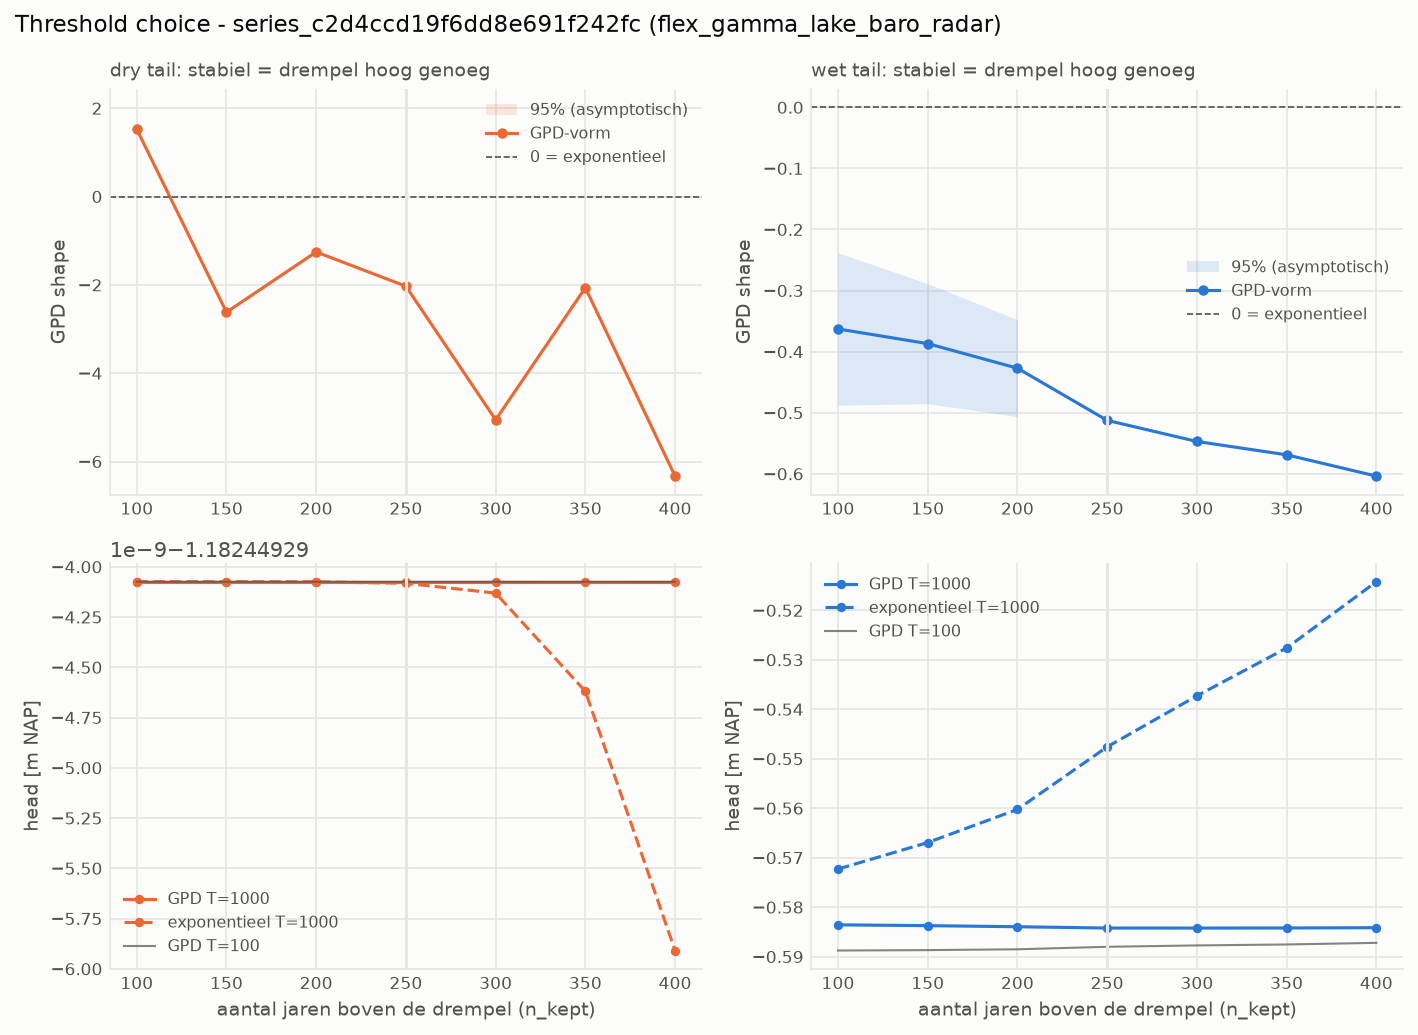 Threshold choice - series_c2d4ccd19f6dd8e691f242fc (flex_gamma_lake_baro_radar)
dry tail: stabiel = drempel hoog genoeg
GPD shape
2
0
−2
−4
−6
100 150 200 250 300 350 400
95% (asymptotisch)
GPD-vorm
0 = exponentieel
wet tail: stabiel = drempel hoog genoeg
GPD shape
0.0
−0.1
−0.2
−0.3
−0.4
−0.5
−0.6
100 150 200 250 300 350 400
95% (asymptotisch)
GPD-vorm
0 = exponentieel
1e−9−1.18244929
head [m NAP]
−4.00
−4.25
−4.50
−4.75
−5.00
−5.25
−5.50
−5.75
−6.00
GPD T=1000
exponentieel T=1000
GPD T=100
100 150 200 250 300 350 400
aantal jaren boven de drempel (n_kept)
head [m NAP]
−0.52
−0.53
−0.54
−0.55
−0.56
−0.57
−0.58
−0.59
GPD T=1000
exponentieel T=1000
GPD T=100
100 150 200 250 300 350 400
aantal jaren boven de drempel (n_kept)